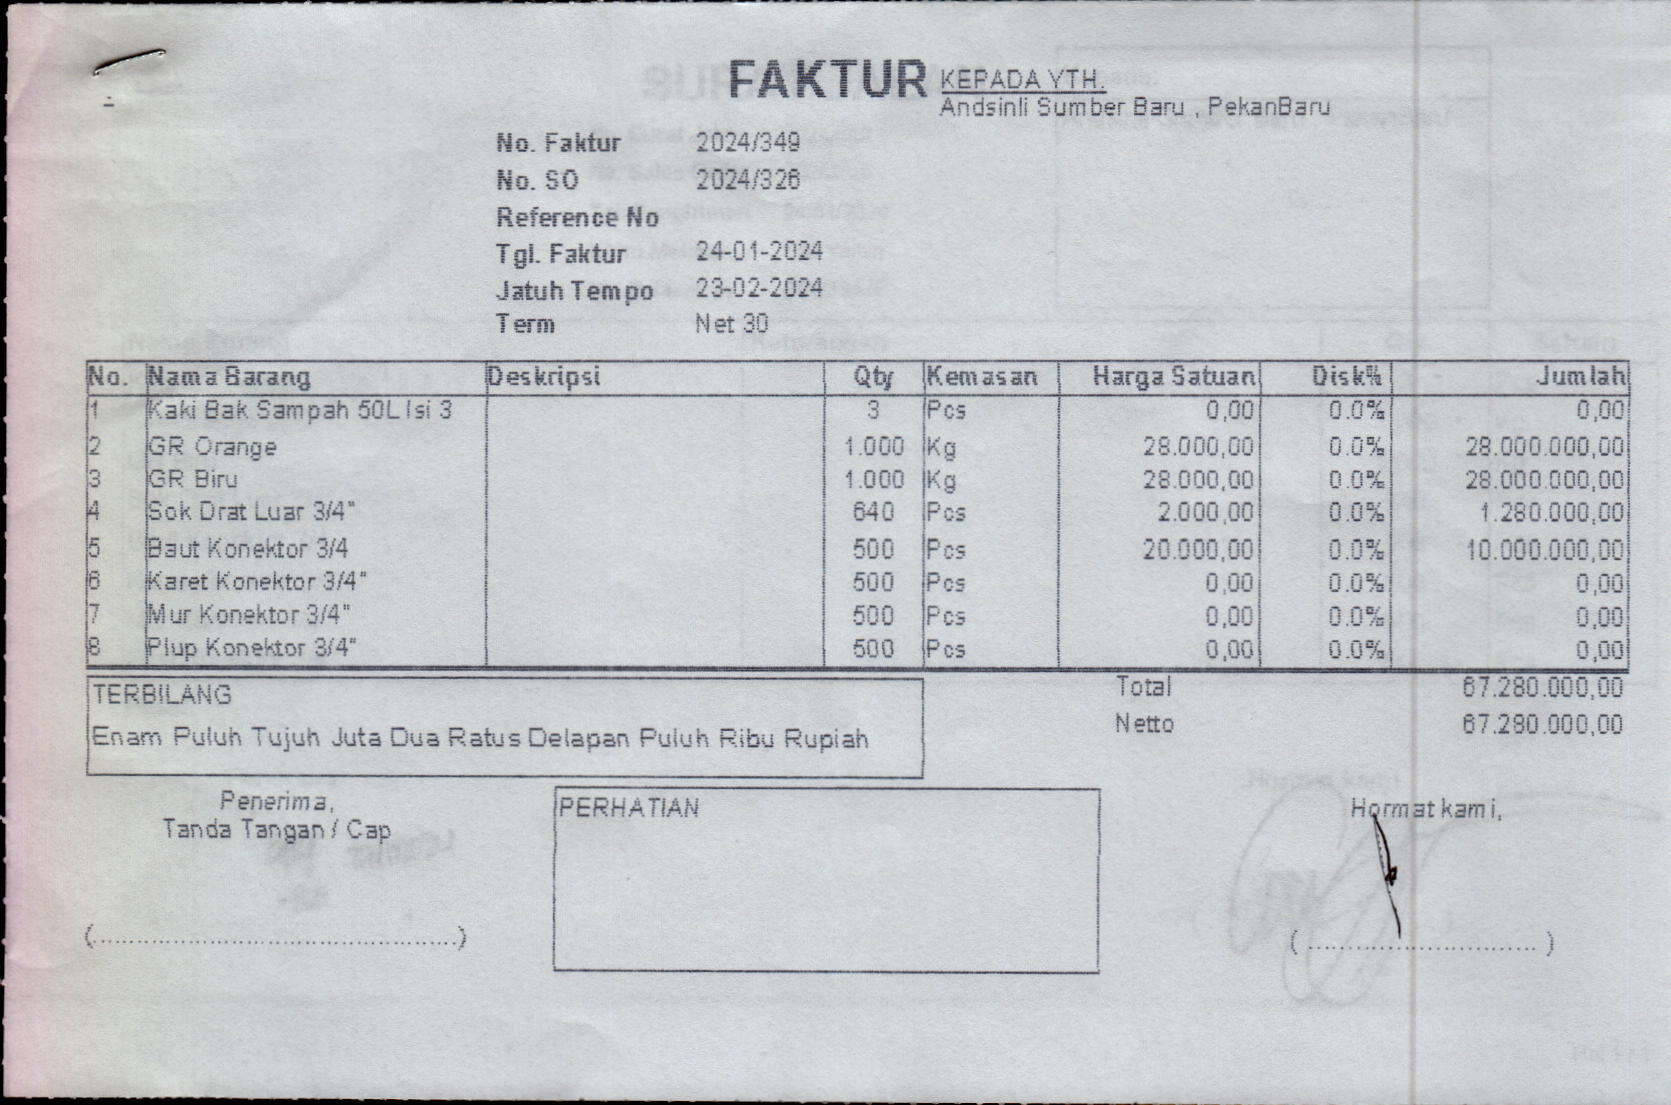 FAKTUR
KEPADA YTH.
Andsinli Sumber Baru , PekanBaru
No. Faktur 2024/349
No. SO 2024/326
Reference No
Tgl. Faktur 24-01-2024
Jatuh Tempo 23-02-2024
Term Net 30
No. Nama Barang Deskripsi Qty Kemasan Harga Satuan Disk% Jumlah
1 Kaki Bak Sampah 50L Isi 3 3 Pcs 0,00 0.0% 0,00
2 GR Orange 1.000 Kg 28.000,00 0.0% 28.000.000,00
3 GR Biru 1.000 Kg 28.000,00 0.0% 28.000.000,00
4 Sok Drat Luar 3/4" 640 Pcs 2.000,00 0.0% 1.280.000,00
5 Baut Konektor 3/4 500 Pcs 20.000,00 0.0% 10.000.000,00
6 Karet Konektor 3/4" 500 Pcs 0,00 0.0% 0,00
7 Mur Konektor 3/4" 500 Pcs 0,00 0.0% 0,00
8 Plup Konektor 3/4" 500 Pcs 0,00 0.0% 0,00
Total 67.280.000,00
Netto 67.280.000,00
TERBILANG
Enam Puluh Tujuh Juta Dua Ratus Delapan Puluh Ribu Rupiah
Penerima,
Tanda Tangan / Cap
PERHATIAN
Hormat kami,
(................................................)
(..............................)